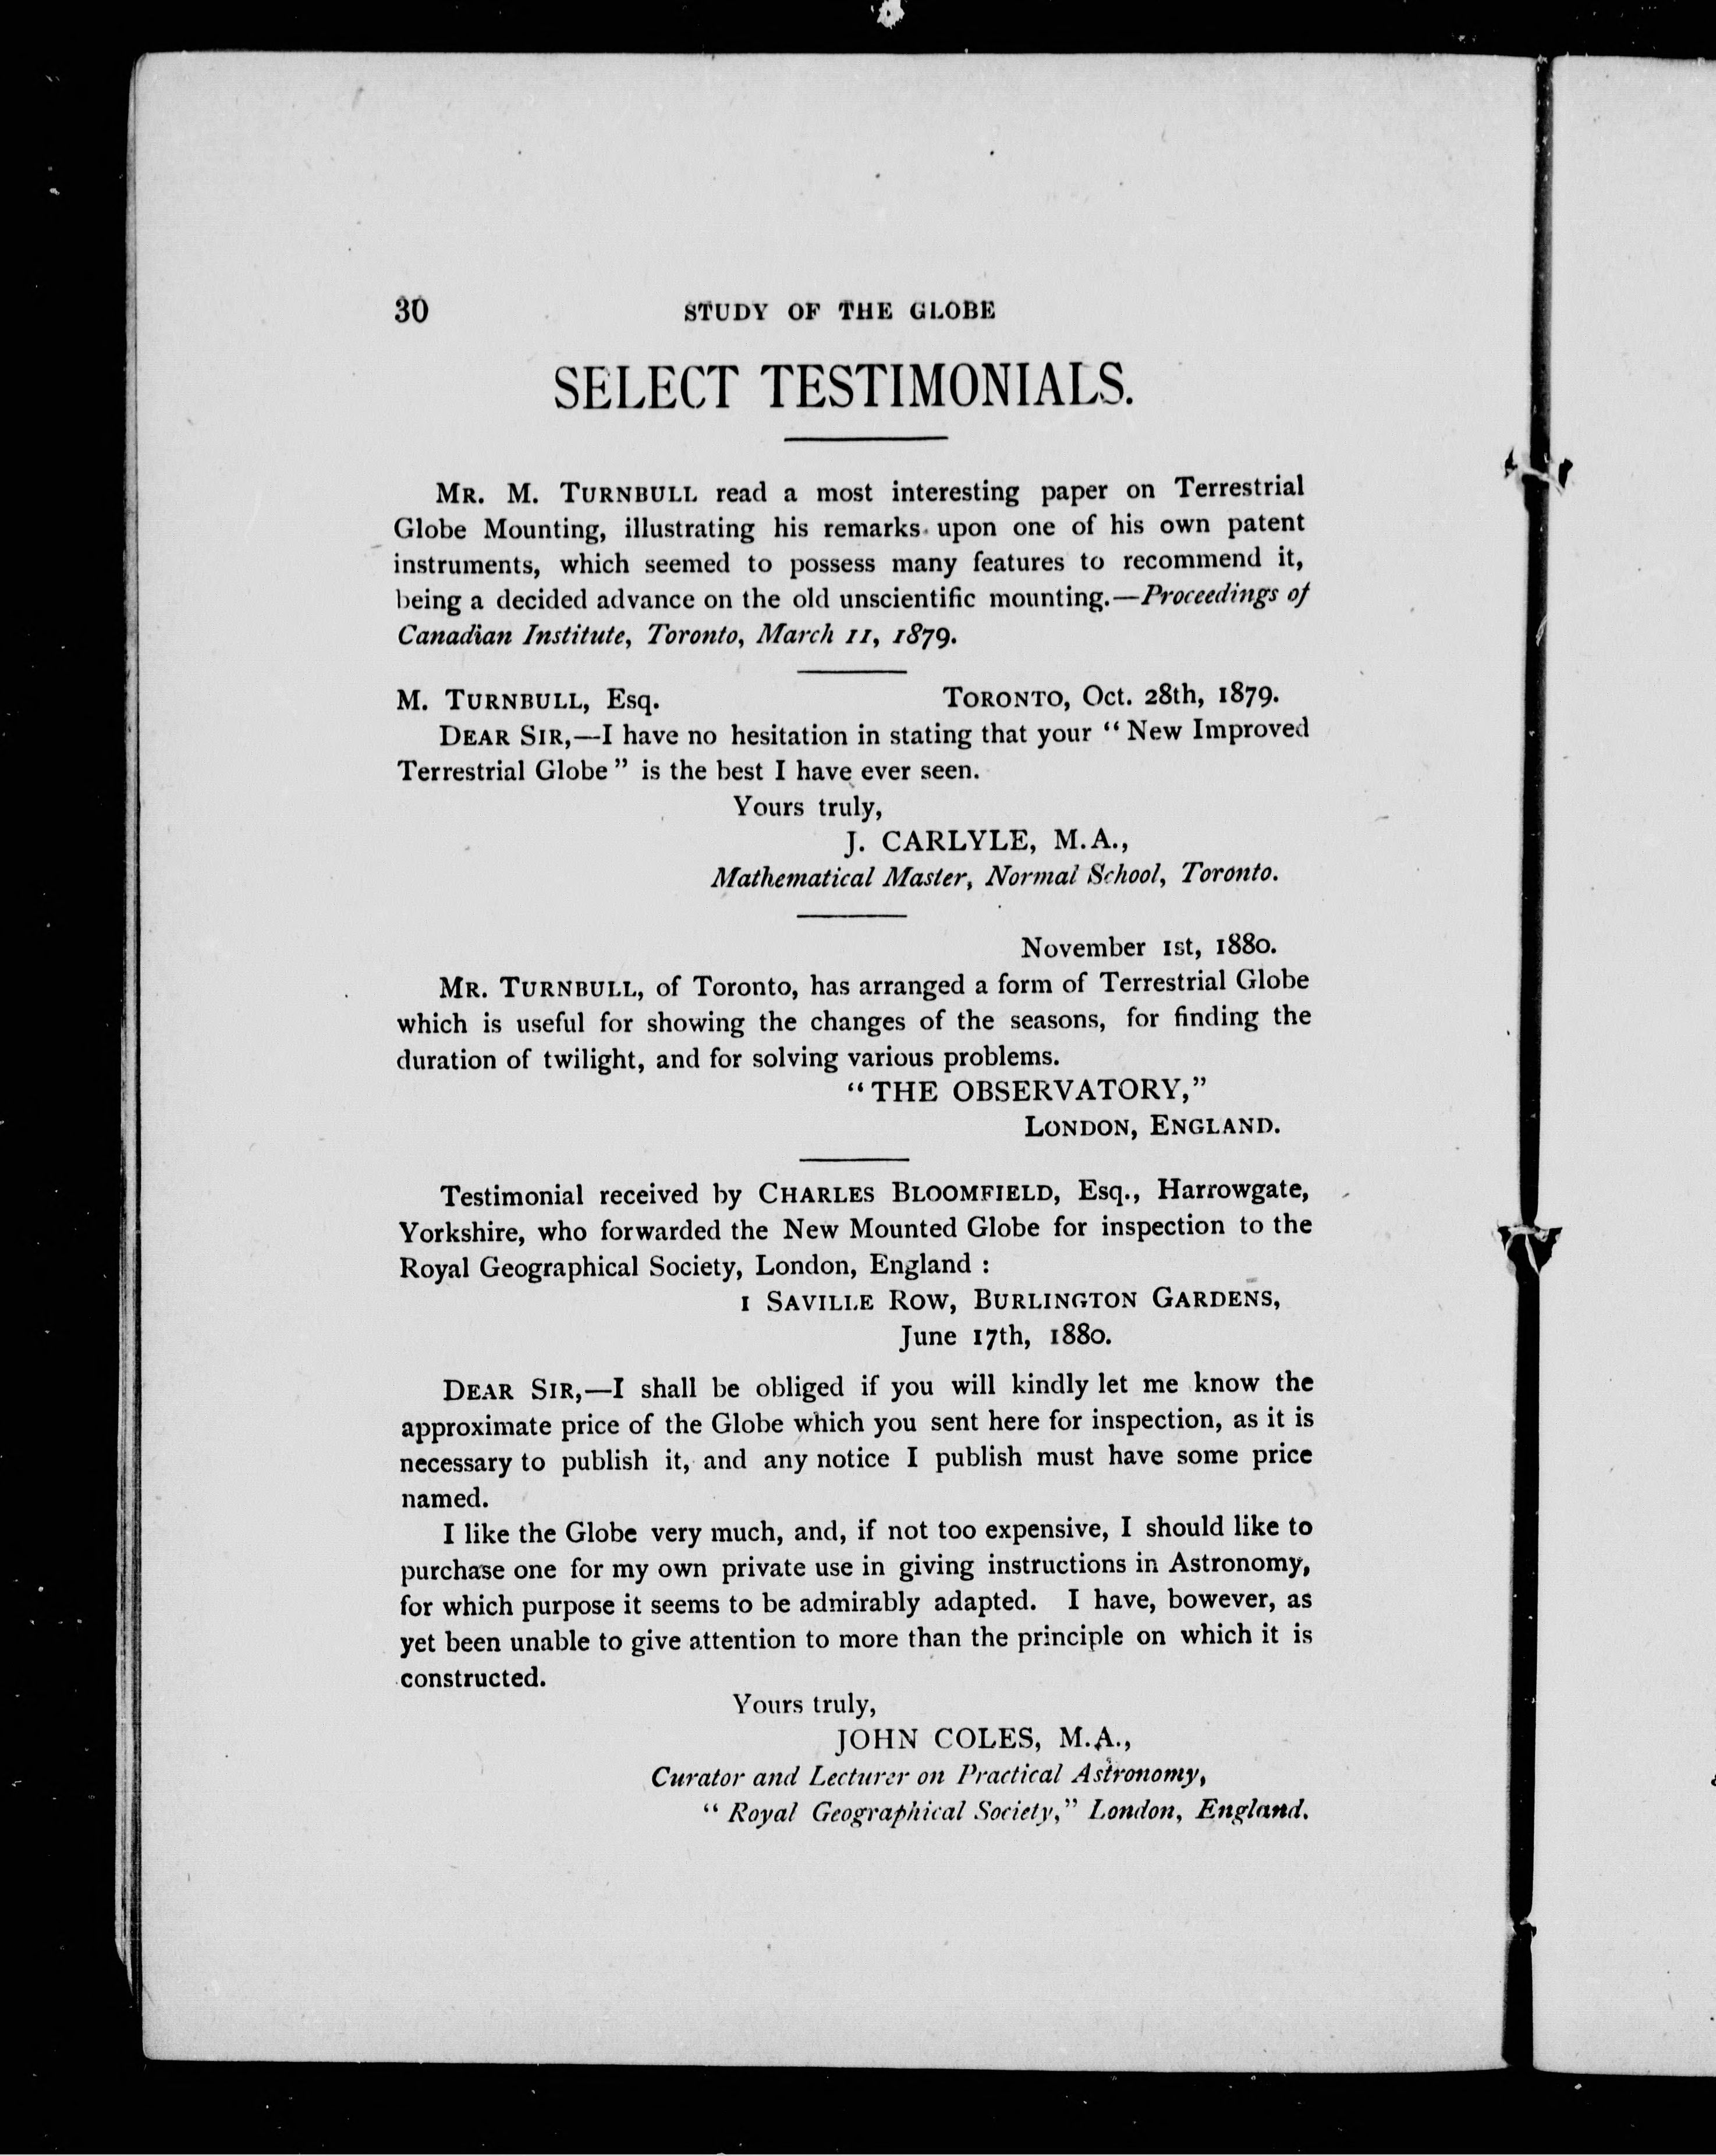 30 STUDY OF THE GLOBE
SELECT TESTIMONIALS.
MR. M. TURNBULL read a most interesting paper on Terrestrial
Globe Mounting, illustrating his remarks upon one of his own patent
instruments, which seemed to possess many features to recommend it,
being a decided advance on the old unscientific mounting.—Proceedings of
Canadian Institute, Toronto, March 11, 1879.
M. TURNBULL, Esq. TORONTO, Oct. 28th, 1879.
DEAR SIR,—I have no hesitation in stating that your “New Improved
Terrestrial Globe” is the best I have ever seen.
Yours truly,
J. CARLYLE, M.A.,
Mathematical Master, Normal School, Toronto.
November 1st, 1880.
MR. TURNBULL, of Toronto, has arranged a form of Terrestrial Globe
which is useful for showing the changes of the seasons, for finding the
duration of twilight, and for solving various problems.
“THE OBSERVATORY,”
LONDON, ENGLAND.
Testimonial received by CHARLES BLOOMFIELD, Esq., Harrowgate,
Yorkshire, who forwarded the New Mounted Globe for inspection to the
Royal Geographical Society, London, England :
1 SAVILLE ROW, BURLINGTON GARDENS,
June 17th, 1880.
DEAR SIR,—I shall be obliged if you will kindly let me know the
approximate price of the Globe which you sent here for inspection, as it is
necessary to publish it, and any notice I publish must have some price
named.
I like the Globe very much, and, if not too expensive, I should like to
purchase one for my own private use in giving instructions in Astronomy,
for which purpose it seems to be admirably adapted. I have, however, as
yet been unable to give attention to more than the principle on which it is
constructed.
Yours truly,
JOHN COLES, M.A.,
Curator and Lecturer on Practical Astronomy,
“Royal Geographical Society,” London, England.